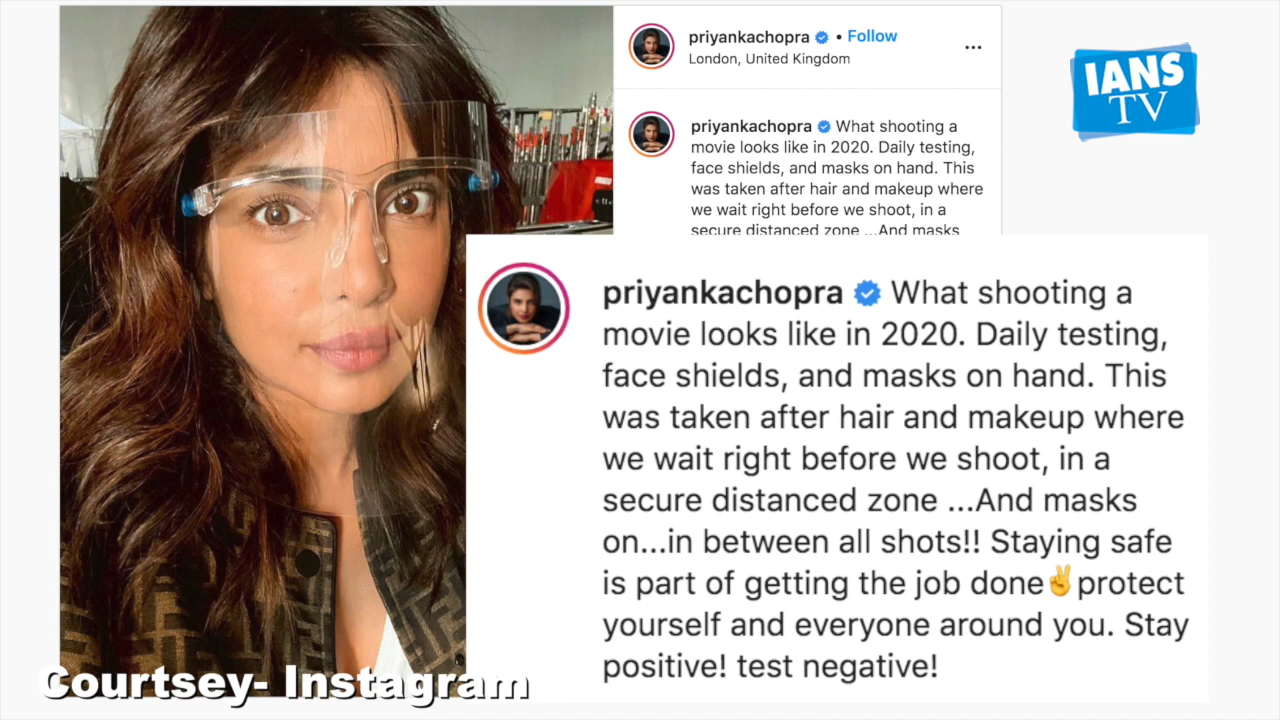 priyankachopra • Follow
London, United Kingdom
...
IANS
TV
priyankachopra What shooting a
movie looks like in 2020. Daily testing,
face shields, and masks on hand. This
was taken after hair and makeup where
we wait right before we shoot, in a
secure distanced zone ...And masks
priyankachopra What shooting a
movie looks like in 2020. Daily testing,
face shields, and masks on hand. This
was taken after hair and makeup where
we wait right before we shoot, in a
secure distanced zone ...And masks
on...in between all shots!! Staying safe
is part of getting the job done✌️protect
yourself and everyone around you. Stay
positive! test negative!
Courtsey- Instagram